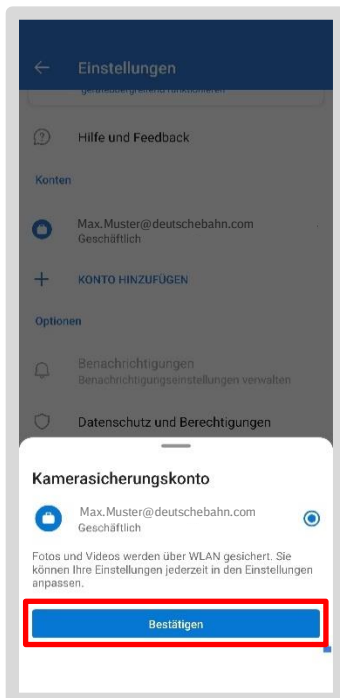 Einstellungen
geräteübergreifend funktionieren
Hilfe und Feedback
Konten
Max.Muster@deutschebahn.com
Geschäftlich
KONTO HINZUFÜGEN
Optionen
Benachrichtigungen
Benachrichtigungseinstellungen verwalten
Datenschutz und Berechtigungen
Kamerasicherungskonto
Max.Muster@deutschebahn.com
Geschäftlich
Fotos und Videos werden über WLAN gesichert. Sie
können Ihre Einstellungen jederzeit in den Einstellungen
anpassen.
Bestätigen